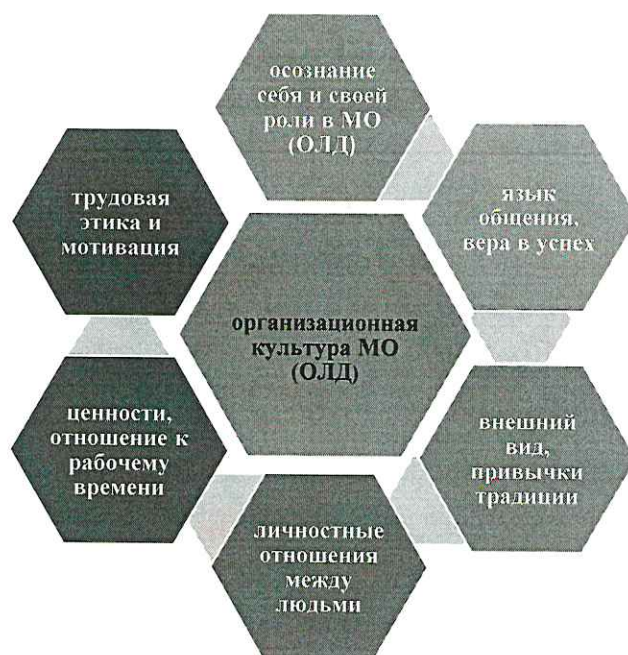 осознание
себя и своей
роли в МО
(ОЛД)
язык
общения,
вера в успех
внешний
вид,
привычки
традиции
личностные
отношения
между
людьми
ценности,
отношение к
рабочему
времени
трудовая
этика и
мотивация
организационная
культура МО
(ОЛД)